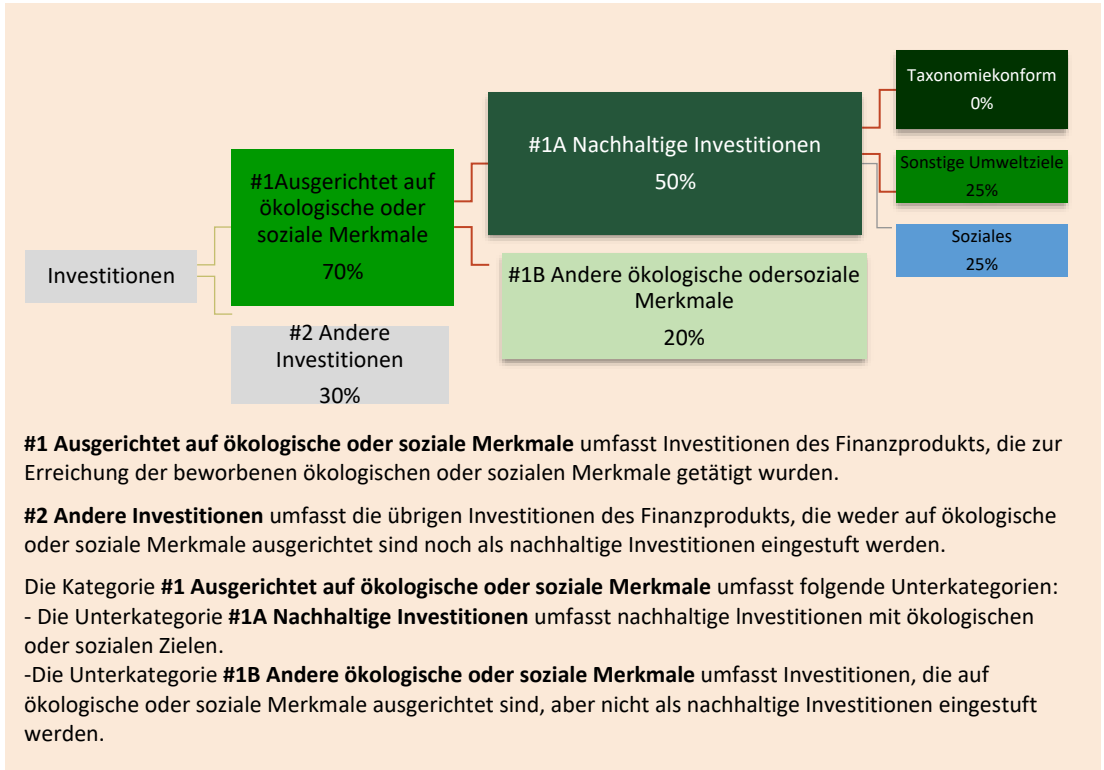 Taxonomiekonform
0%
#1A Nachhaltige Investitionen
50%
Sonstige Umweltziele
25%
#1Ausgerichtet auf
ökologische oder
soziale Merkmale
70%
Soziales
25%
Investitionen
#1B Andere ökologische odersoziale
Merkmale
20%
#2 Andere
Investitionen
30%
#1 Ausgerichtet auf ökologische oder soziale Merkmale umfasst Investitionen des Finanzprodukts, die zur
Erreichung der beworbenen ökologischen oder sozialen Merkmale getätigt wurden.
#2 Andere Investitionen umfasst die übrigen Investitionen des Finanzprodukts, die weder auf ökologische
oder soziale Merkmale ausgerichtet sind noch als nachhaltige Investitionen eingestuft werden.
Die Kategorie #1 Ausgerichtet auf ökologische oder soziale Merkmale umfasst folgende Unterkategorien:
- Die Unterkategorie #1A Nachhaltige Investitionen umfasst nachhaltige lnvestitionen mit ökologischen
oder sozialen Zielen.
-Die Unterkategorie #1B Andere ökologische oder soziale Merkmale umfasst Investitionen, die auf
ökologische oder soziale Merkmale ausgerichtet sind, aber nicht als nachhaltige Investitionen eingestuft
werden.